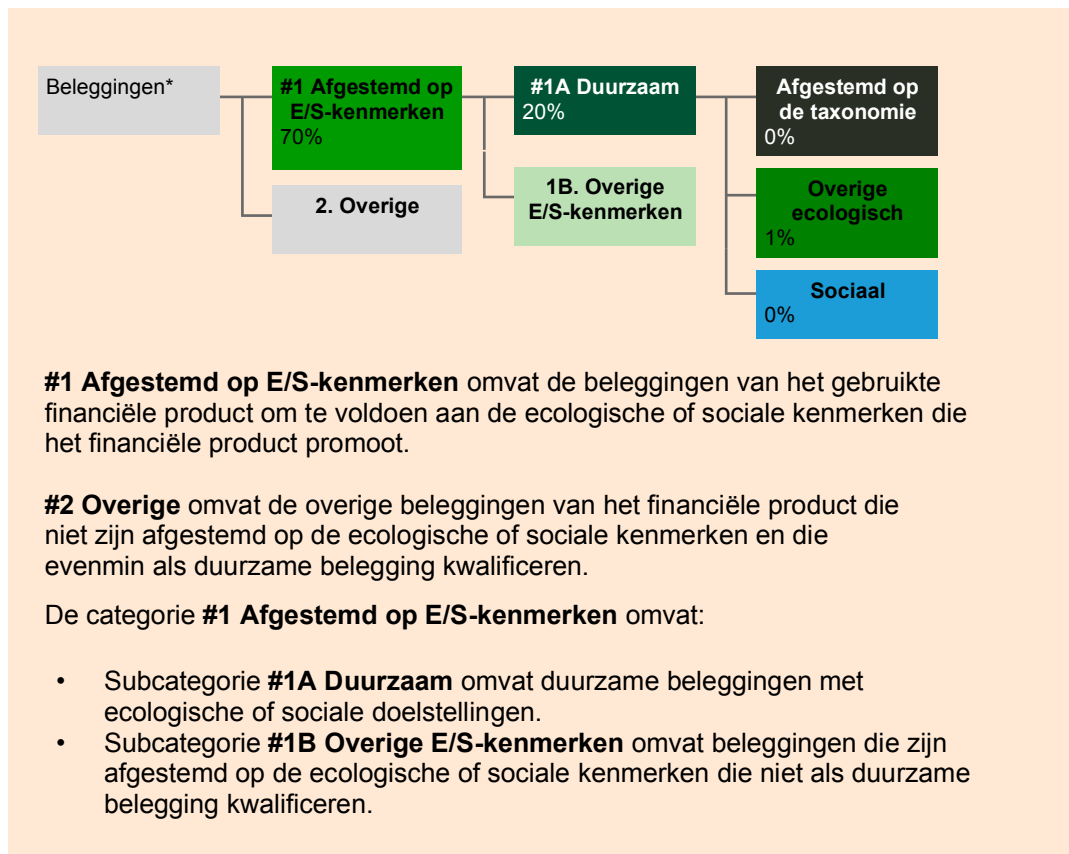 Beleggingen*
#1 Afgestemd op
E/S-kenmerken
70%
2. Overige
#1A Duurzaam
20%
1B. Overige
E/S-kenmerken
Afgestemd op
de taxonomie
0%
Overige
ecologisch
1%
Sociaal
0%
#1 Afgestemd op E/S-kenmerken omvat de beleggingen van het gebruikte
financiële product om te voldoen aan de ecologische of sociale kenmerken die
het financiële product promoot.
#2 Overige omvat de overige beleggingen van het financiële product die
niet zijn afgestemd op de ecologische of sociale kenmerken en die
evenmin als duurzame belegging kwalificeren.
De categorie #1 Afgestemd op E/S-kenmerken omvat:
• Subcategorie #1A Duurzaam omvat duurzame beleggingen met
ecologische of sociale doelstellingen.
• Subcategorie #1B Overige E/S-kenmerken omvat beleggingen die zijn
afgestemd op de ecologische of sociale kenmerken die niet als duurzame
belegging kwalificeren.